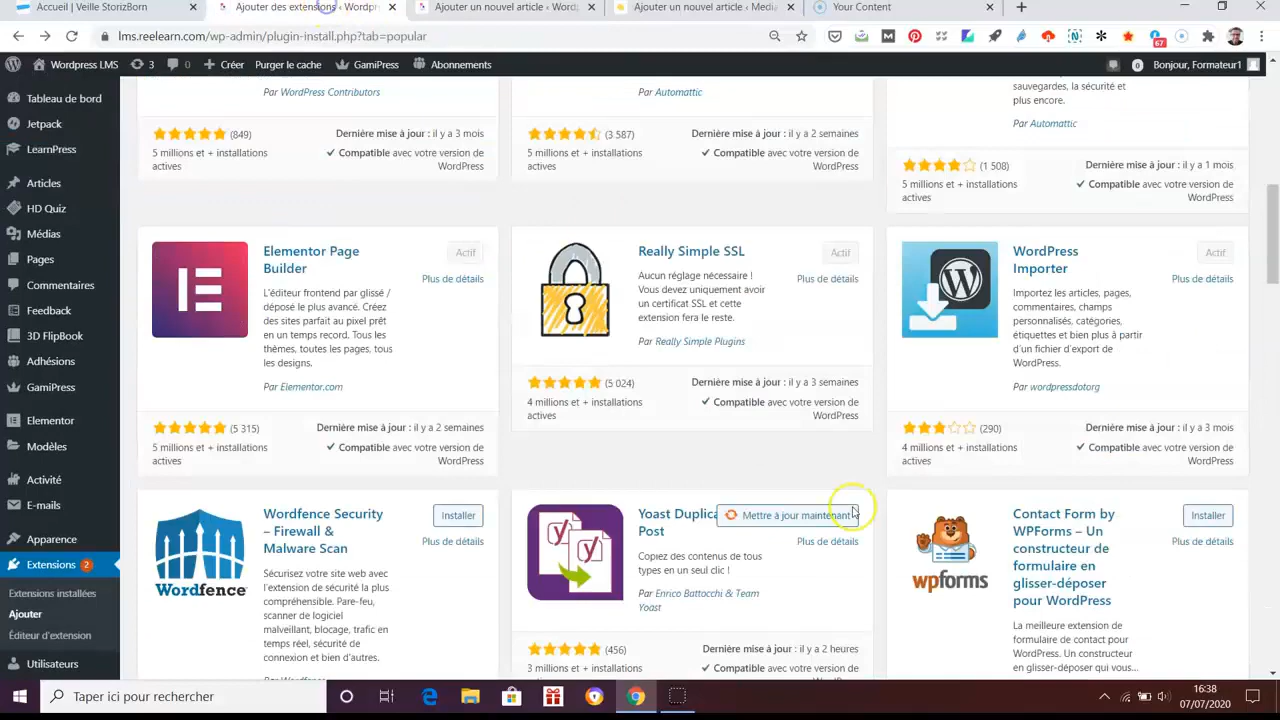 Accueil | Veille StorizBorn
Ajouter des extensions ‹ Wordpr
Ajouter un nouvel article ‹ Word
Ajouter un nouvel article ‹ Media
Your Content
lms.reelearn.com/wp-admin/plugin-install.php?tab=popular
67
Wordpress LMS
3
0
Créer
Purger le cache
GamiPress
Abonnements
0
Bonjour, Formateur1
Tableau de bord
Jetpack
LearnPress
Articles
HD Quiz
Médias
Pages
Commentaires
Feedback
3D FlipBook
Adhésions
GamiPress
Elementor
Modèles
Activité
E-mails
Apparence
Extensions 2
Extensions installées
Ajouter
Éditeur d'extension
Utilisateurs
Par WordPress Contributors
(849)
5 millions et + installations
actives
Dernière mise à jour : il y a 3 mois
Compatible avec votre version de
WordPress
Par Automattic
(3 587)
5 millions et + installations
actives
Dernière mise à jour : il y a 2 semaines
Compatible avec votre version de
WordPress
sauvegardes, la sécurité et
plus encore.
Par Automattic
(1 508)
5 millions et + installations
actives
Dernière mise à jour : il y a 1 mois
Compatible avec votre version de
WordPress
Elementor Page
Builder
Actif
Plus de détails
L'éditeur frontend par glissé /
déposé le plus avancé. Créez
des sites parfait au pixel prêt
en un temps record. Tous les
thèmes, toutes les pages, tous
les designs.
Par Elementor.com
(5 315)
5 millions et + installations
actives
Dernière mise à jour : il y a 2 semaines
Compatible avec votre version de
WordPress
Really Simple SSL
Actif
Plus de détails
Aucun réglage nécessaire !
Vous devez uniquement avoir
un certificat SSL et cette
extension fera le reste.
Par Really Simple Plugins
(5 024)
4 millions et + installations
actives
Dernière mise à jour : il y a 3 semaines
Compatible avec votre version de
WordPress
WordPress
Importer
Actif
Plus de détails
Importez les articles, pages,
commentaires, champs
personnalisés, catégories,
étiquettes et bien plus à partir
d'un fichier d'export de
WordPress.
Par wordpressdotorg
(290)
4 millions et + installations
actives
Dernière mise à jour : il y a 3 mois
Compatible avec votre version de
WordPress
Wordfence
Wordfence Security
– Firewall &
Malware Scan
Installer
Plus de détails
Sécurisez votre site web avec
l'extension de sécurité la plus
compréhensible. Pare-feu,
scanner de logiciel
malveillant, blocage, trafic en
temps réel, sécurité de
connexion et bien d'autres.
Par Wordfence
Yoast Duplica
Post
Mettre à jour maintenant
Plus de détails
Copiez des contenus de tous
types en un seul clic !
Par Enrico Battocchi & Team
Yoast
(456)
3 millions et + installations
Dernière mise à jour : il y a 2 heures
Compatible avec votre version de
wpforms
Contact Form by
WPForms – Un
constructeur de
formulaire en
glisser-déposer
pour WordPress
Installer
Plus de détails
La meilleure extension de
formulaire de contact pour
WordPress. Un constructeur
en glisser-déposer qui vous...
Taper ici pour rechercher
16:38
07/07/2020